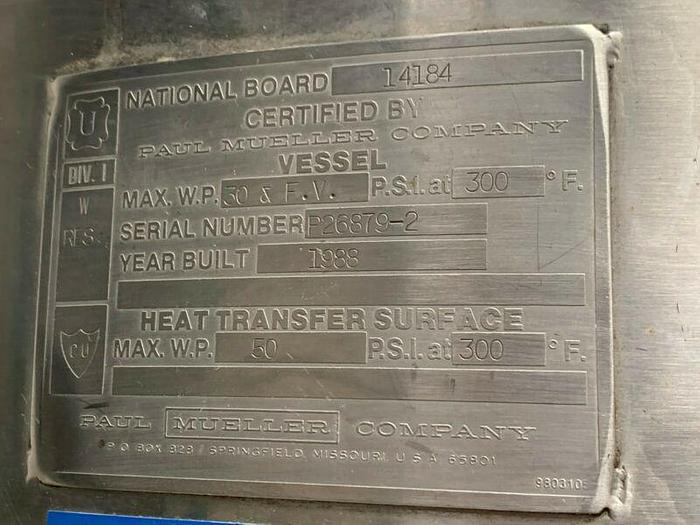 NATIONAL BOARD 14184
CERTIFIED BY
PAUL MUELLER COMPANY
VESSEL
U
DIV. 1
W
MAX. W.P. 30 & F.V. P.S.I. at 300 °F.
SERIAL NUMBER P26879-2
YEAR BUILT 1988
HEAT TRANSFER SURFACE
MAX. W.P. 50 P.S.I. at 300 °F.
PAUL MUELLER COMPANY
P O BOX 828 / SPRINGFIELD, MISSOURI, U S A 65801